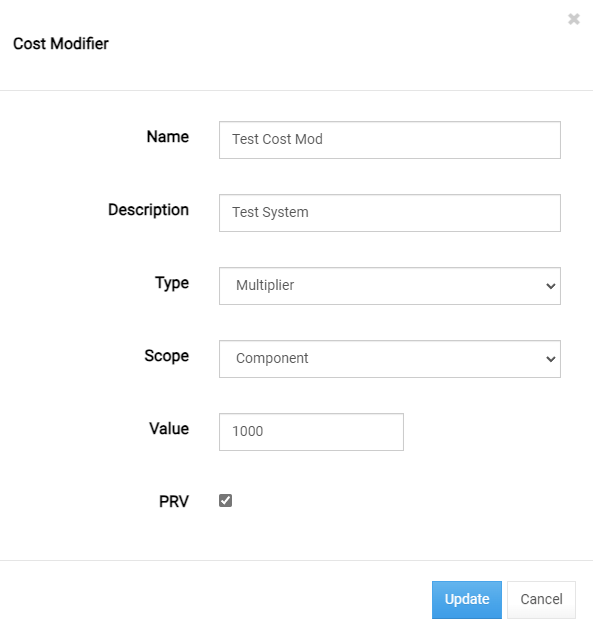 Cost Modifier
Name Test Cost Mod
Description Test System
Type Multiplier
Scope Component
Value 1000
PRV
Update Cancel